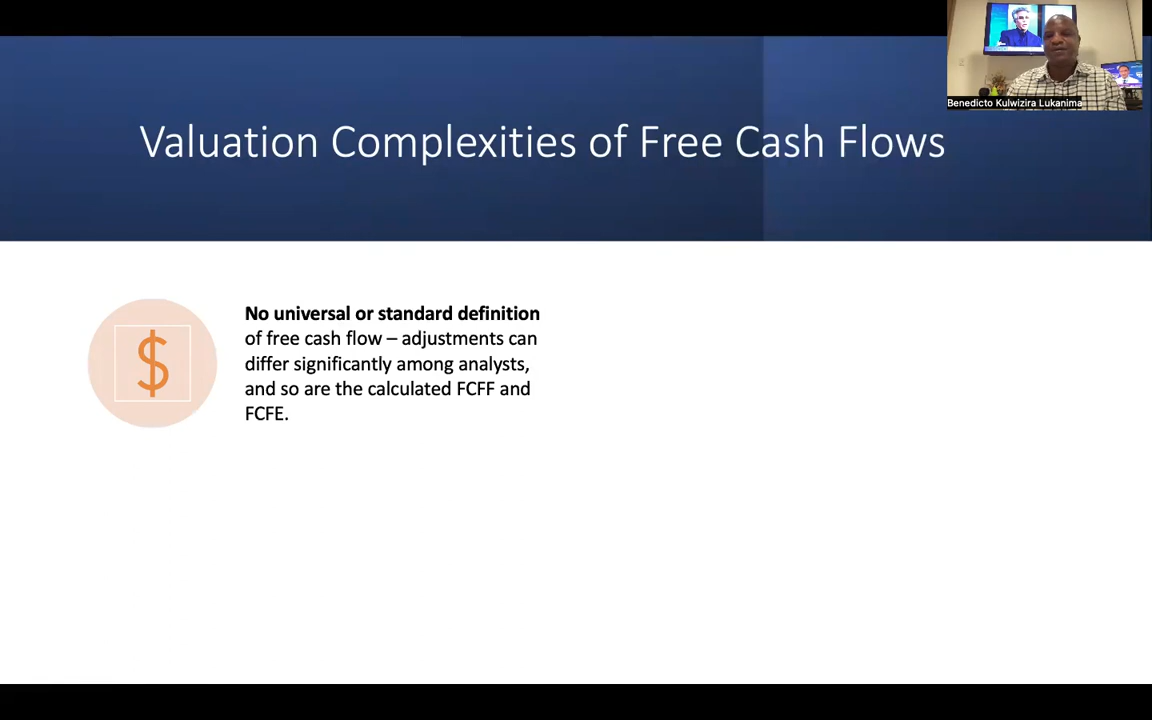 Benedicto Kulwizira Lukanima
Valuation Complexities of Free Cash Flows
$
No universal or standard definition
of free cash flow – adjustments can
differ significantly among analysts,
and so are the calculated FCFF and
FCFE.